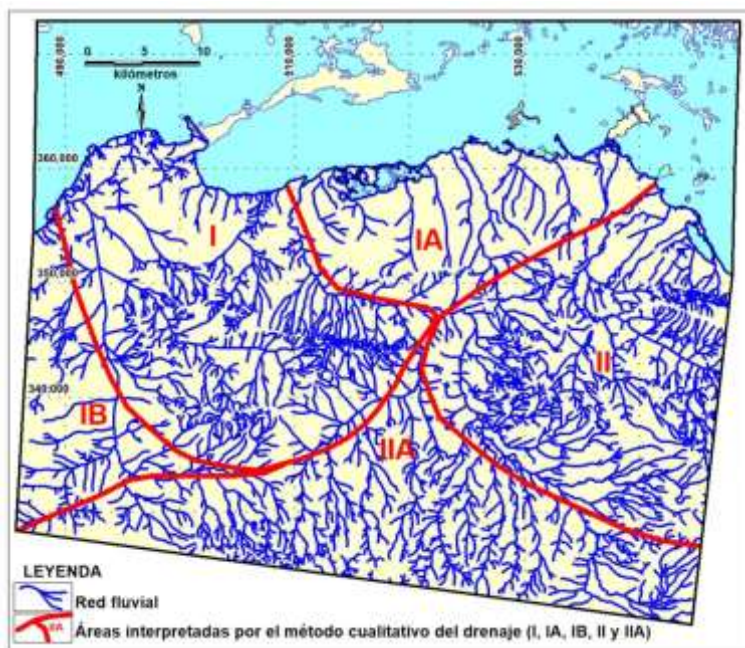 490,000
510,000
530,000
0 5 10
kilómetros
N
360,000
I
IA
350,000
II
340,000
IB
IIA
LEYENDA
Red fluvial
IIA
Áreas interpretadas por el método cualitativo del drenaje (I, IA, IB, II y IIA)